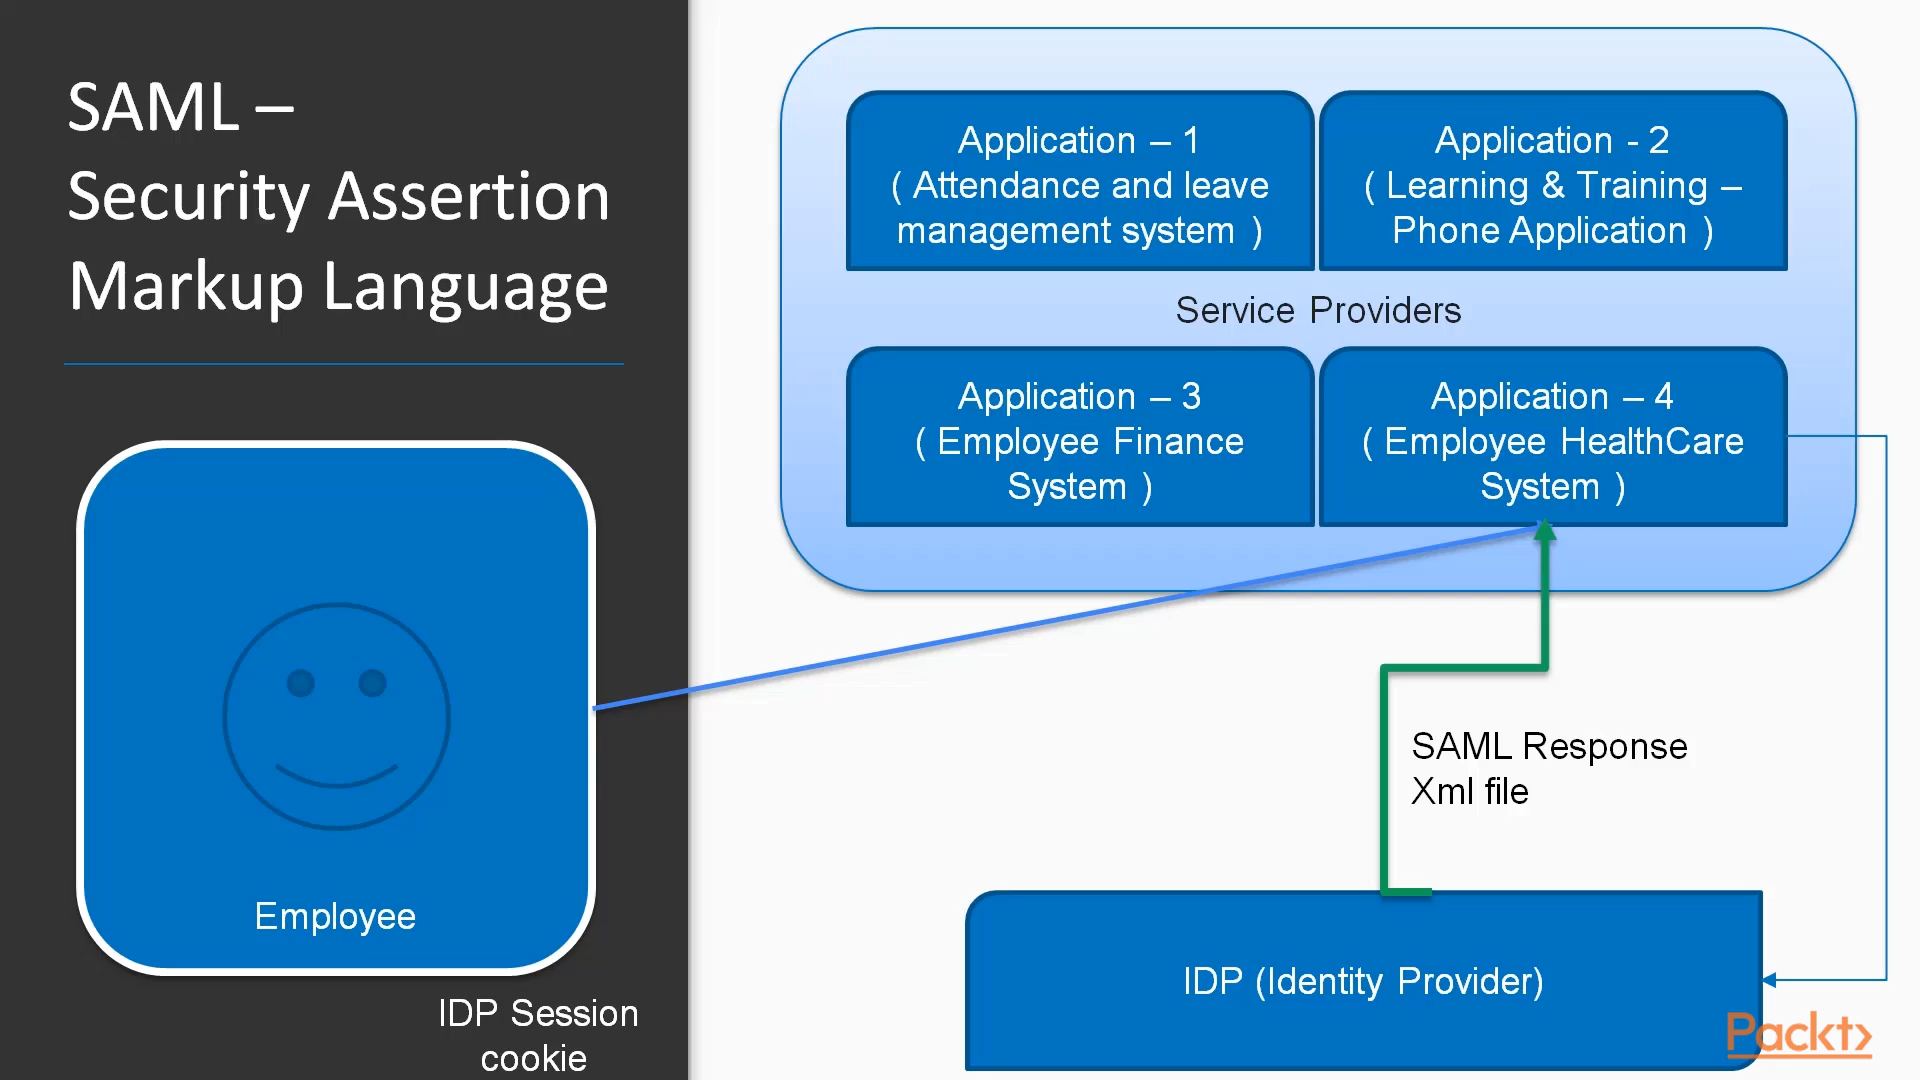 SAML –
Security Assertion
Markup Language
Application – 1
( Attendance and leave
management system )
Application - 2
( Learning & Training –
Phone Application )
Service Providers
Application – 3
( Employee Finance
System )
Application – 4
( Employee HealthCare
System )
SAML Response
Xml file
Employee
IDP (Identity Provider)
IDP Session
cookie
Packt>